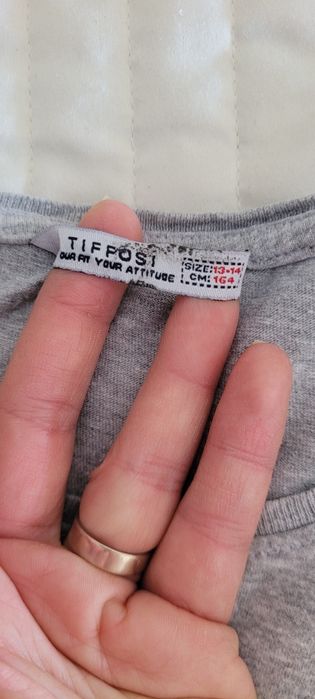 TIFFOSI
OUR FIT YOUR ATTITUDE
SIZE: 13-14
CM: 164